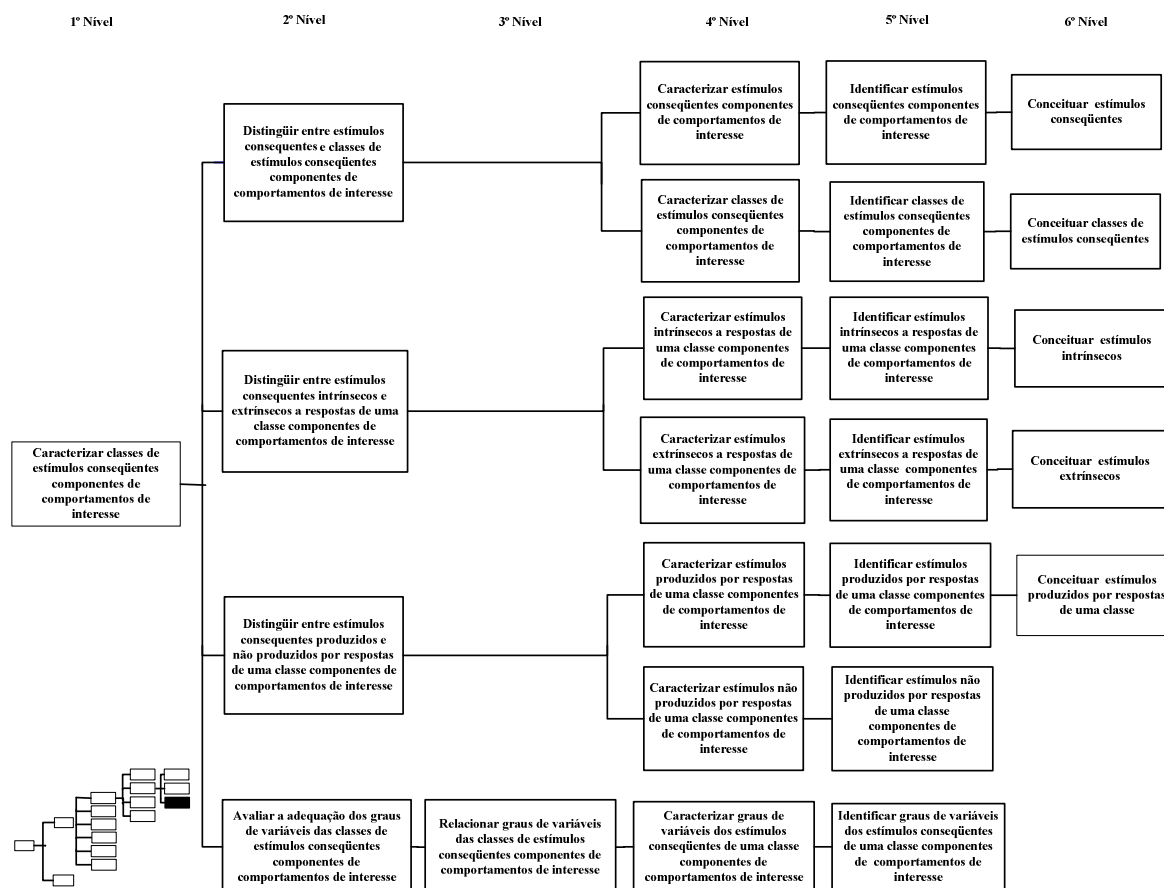 1º Nível
2º Nível
3º Nível
4º Nível
5º Nível
6º Nível
Caracterizar classes de
estímulos conseqüentes
componentes de
comportamentos de
interesse
Distingüir entre estímulos
consequentes e classes de
estímulos conseqüentes
componentes de
comportamentos de interesse
Caracterizar estímulos
conseqüentes componentes
de comportamentos de
interesse
Identificar estímulos
conseqüentes componentes
de comportamentos de
interesse
Conceituar estímulos
conseqüentes
Caracterizar classes de
estímulos conseqüentes
componentes de
comportamentos de
interesse
Identificar classes de
estímulos conseqüentes
componentes de
comportamentos de
interesse
Conceituar classes de
estímulos conseqüentes
Distingüir entre estímulos
consequentes intrínsecos e
extrínsecos a respostas de uma
classe componentes de
comportamentos de interesse
Caracterizar estímulos
intrínsecos a respostas de
uma classe componentes
de comportamentos de
interesse
Identificar estímulos
intrínsecos a respostas de
uma classe componentes
de comportamentos de
interesse
Conceituar estímulos
intrínsecos
Caracterizar estímulos
extrínsecos a respostas de
uma classe componentes de
comportamentos de
interesse
Identificar estímulos
extrínsecos a respostas de
uma classe componentes
de comportamentos de
interesse
Conceituar estímulos
extrínsecos
Distingüir entre estímulos
consequentes produzidos e
não produzidos por respostas
de uma classe componentes de
comportamentos de interesse
Caracterizar estímulos
produzidos por respostas de
uma classe componentes
de comportamentos de
interesse
Identificar estímulos
produzidos por respostas
de uma classe componentes
de comportamentos de
interesse
Conceituar estímulos
produzidos por respostas
de uma classe
Caracterizar estímulos não
produzidos por respostas
de uma classe componentes
de comportamentos de
interesse
Identificar estímulos não
produzidos por respostas
de uma classe
componentes de
comportamentos de
interesse
Avaliar a adequação dos graus
de variáveis das classes de
estímulos conseqüentes
componentes de
comportamentos de interesse
Relacionar graus de variáveis
das classes de estímulos
conseqüentes componentes de
comportamentos de interesse
Caracterizar graus de
variáveis dos estímulos
conseqüentes de uma classe
componentes de
comportamentos de interesse
Identificar graus de variáveis
dos estímulos conseqüentes
de uma classe componentes
de comportamentos de
interesse